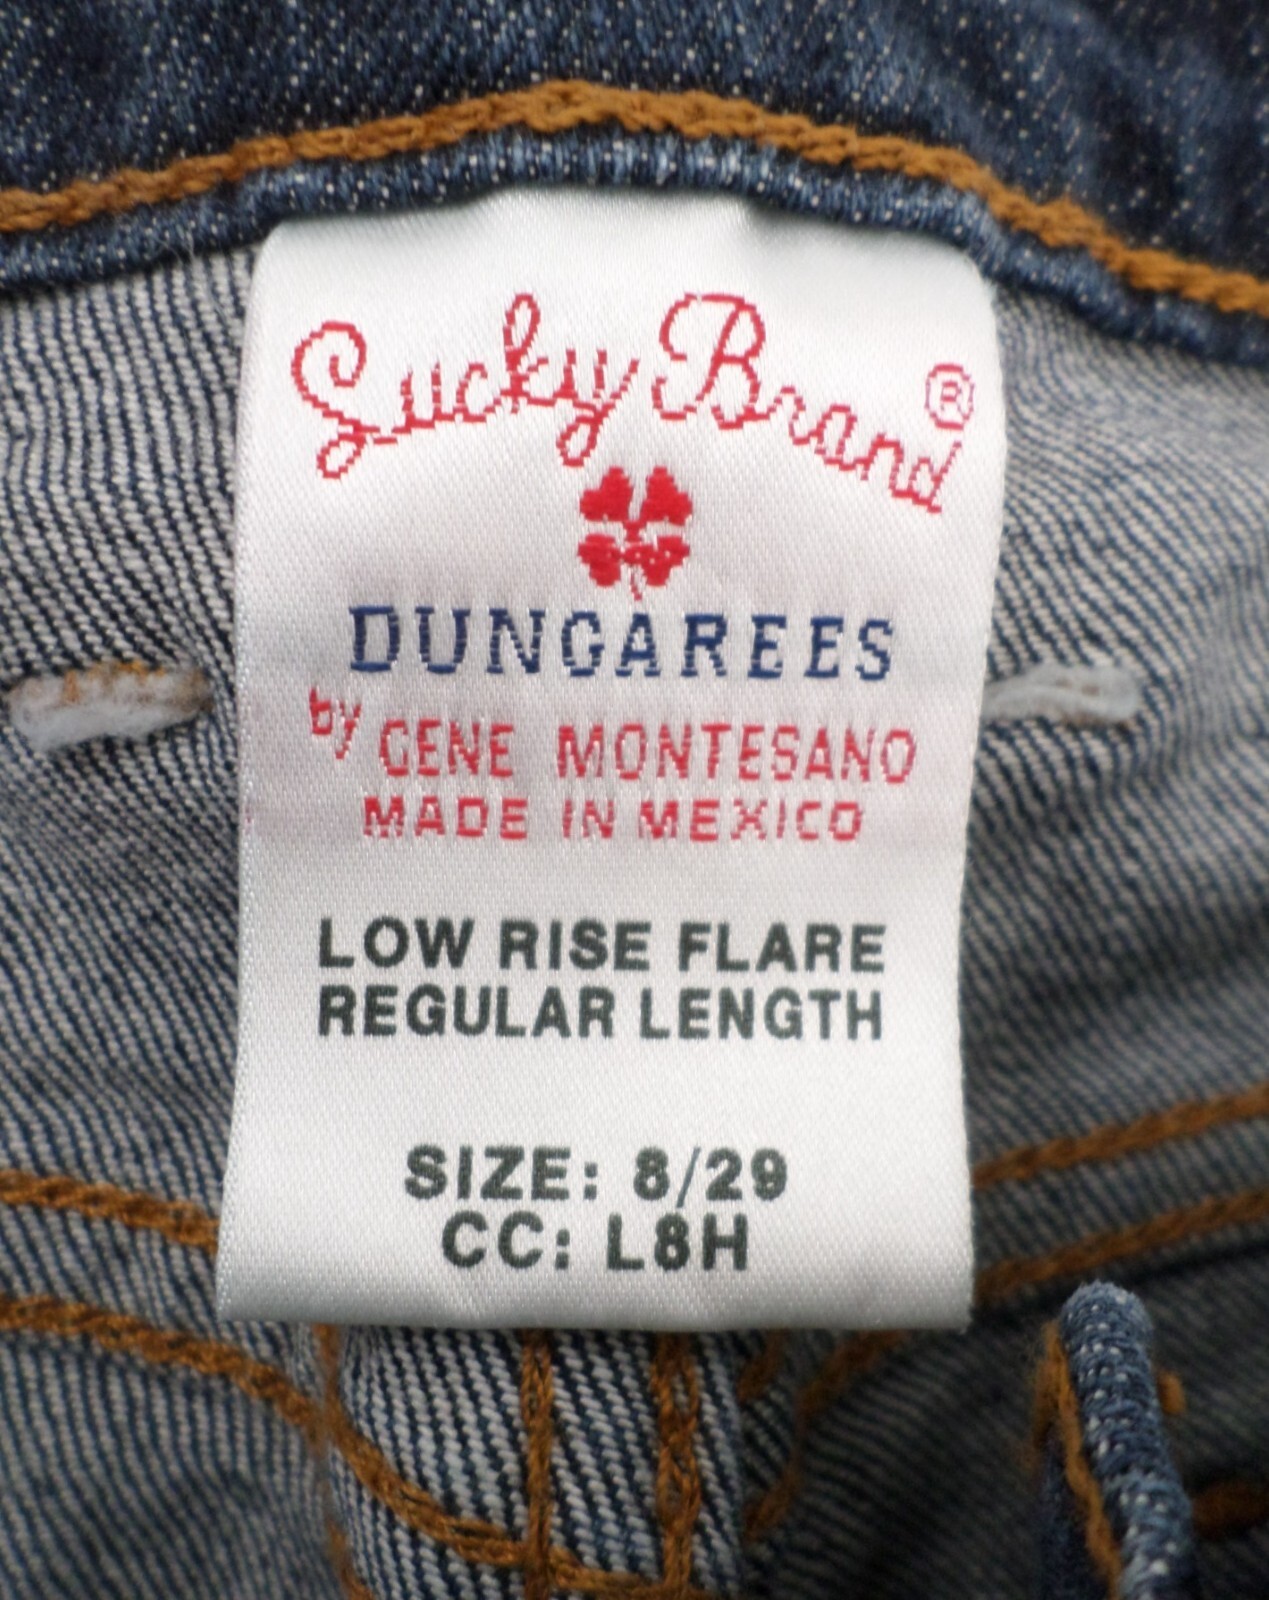 Lucky Brand®
DUNGAREES
by GENE MONTESANO
MADE IN MEXICO
LOW RISE FLARE
REGULAR LENGTH
SIZE: 8/29
CC: L8H